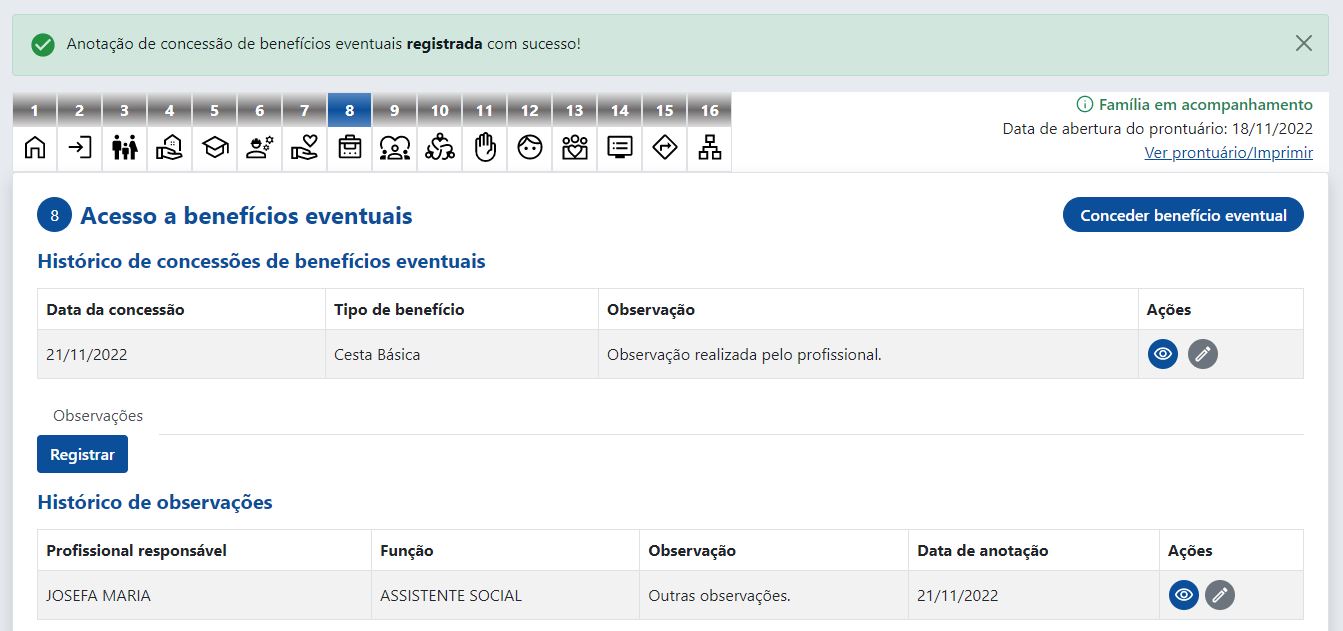 Anotação de concessão de benefícios eventuais registrada com sucesso!
1 2 3 4 5 6 7 8 9 10 11 12 13 14 15 16
Família em acompanhamento
Data de abertura do prontuário: 18/11/2022
Ver prontuário/Imprimir
8 Acesso a benefícios eventuais
Conceder benefício eventual
Histórico de concessões de benefícios eventuais
Data da concessão Tipo de benefício Observação Ações
21/11/2022 Cesta Básica Observação realizada pelo profissional.
Observações
Registrar
Histórico de observações
Profissional responsável Função Observação Data de anotação Ações
JOSEFA MARIA ASSISTENTE SOCIAL Outras observações. 21/11/2022